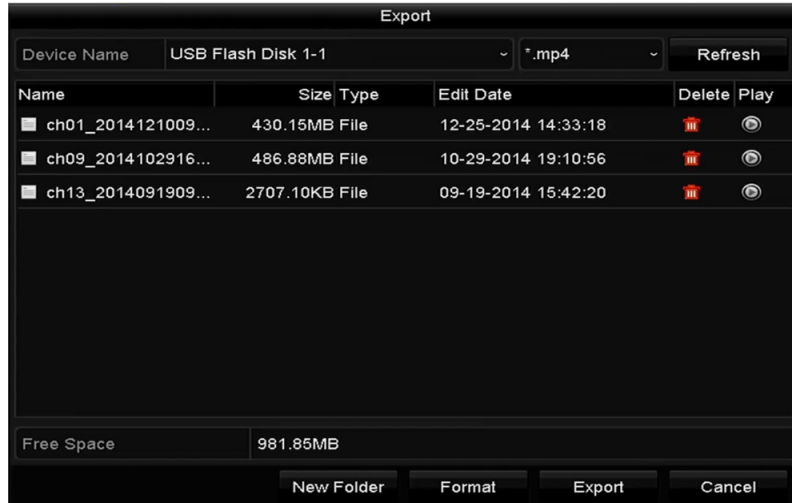 Export
Device Name USB Flash Disk 1-1 *.mp4 Refresh
Name Size Type Edit Date Delete Play
ch01_2014121009... 430.15MB File 12-25-2014 14:33:18
ch09_2014102916... 486.88MB File 10-29-2014 19:10:56
ch13_2014091909... 2707.10KB File 09-19-2014 15:42:20
Free Space 981.85MB
New Folder Format Export Cancel